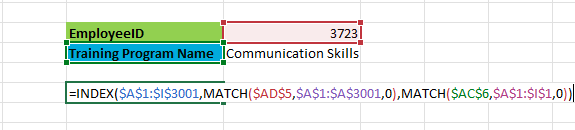 EmployeeID 3723
Training Program Name Communication Skills
=INDEX($A$1:$I$3001,MATCH($AD$5,$A$1:$A$3001,0),MATCH($AC$6,$A$1:$I$1,0))